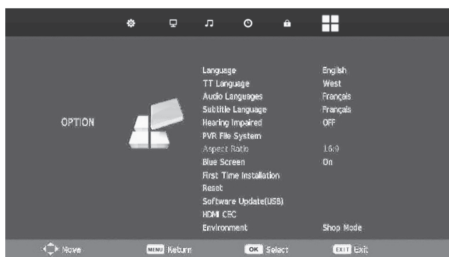 OPTION
Language English
TT Language West
Audio Languages Français
Subtitle Language Français
Hearing Impaired OFF
PVR File System
Aspect Ratio 16:9
Blue Screen On
First Time Installation
Reset
Software Update(USB)
HDMI CEC
Environment Shop Mode
Move MENU Return OK Select EXIT Exit